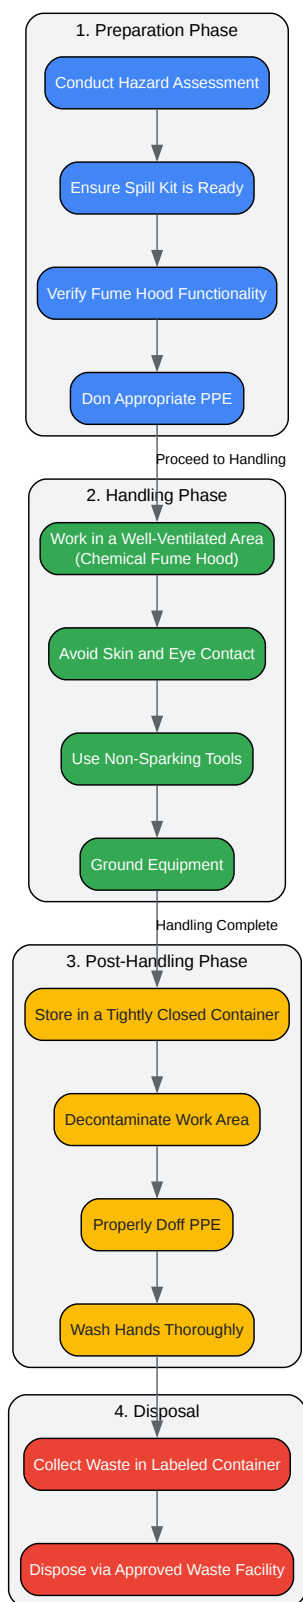 1. Preparation Phase
Conduct Hazard Assessment
Ensure Spill Kit is Ready
Verify Fume Hood Functionality
Don Appropriate PPE
Proceed to Handling
2. Handling Phase
Work in a Well-Ventilated Area
(Chemical Fume Hood)
Avoid Skin and Eye Contact
Use Non-Sparking Tools
Ground Equipment
Handling Complete
3. Post-Handling Phase
Store in a Tightly Closed Container
Decontaminate Work Area
Properly Doff PPE
Wash Hands Thoroughly
4. Disposal
Collect Waste in Labeled Container
Dispose via Approved Waste Facility